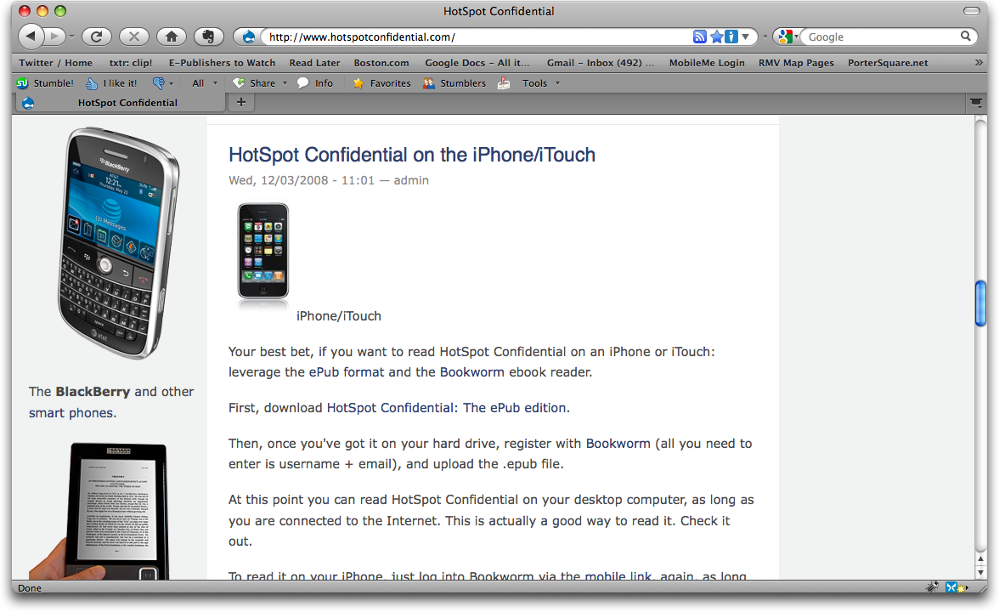 HotSpot Confidential
http://www.hotspotconfidential.com/
Google
Twitter / Home
txtr: clip!
E-Publishers to Watch
Read Later
Boston.com
Google Docs - All it...
Gmail - Inbox (492) ...
MobileMe Login
RMV Map Pages
PorterSquare.net
»
Stumble!
I like it!
All
Share
Info
Favorites
Stumblers
Tools
HotSpot Confidential
+
BlackBerry
AT&T
12:21
Thursday, May 22
(3) Messages
at&t
The BlackBerry and other
smart phones.
HotSpot Confidential on the iPhone/iTouch
Wed, 12/03/2008 - 11:01 — admin
iPhone/iTouch
Your best bet, if you want to read HotSpot Confidential on an iPhone or iTouch:
leverage the ePub format and the Bookworm ebook reader.
First, download HotSpot Confidential: The ePub edition.
Then, once you've got it on your hard drive, register with Bookworm (all you need to
enter is username + email), and upload the .epub file.
At this point you can read HotSpot Confidential on your desktop computer, as long as
you are connected to the Internet. This is actually a good way to read it. Check it
out.
To read it on your iPhone, just log into Bookworm via the mobile link, again, as long
Done